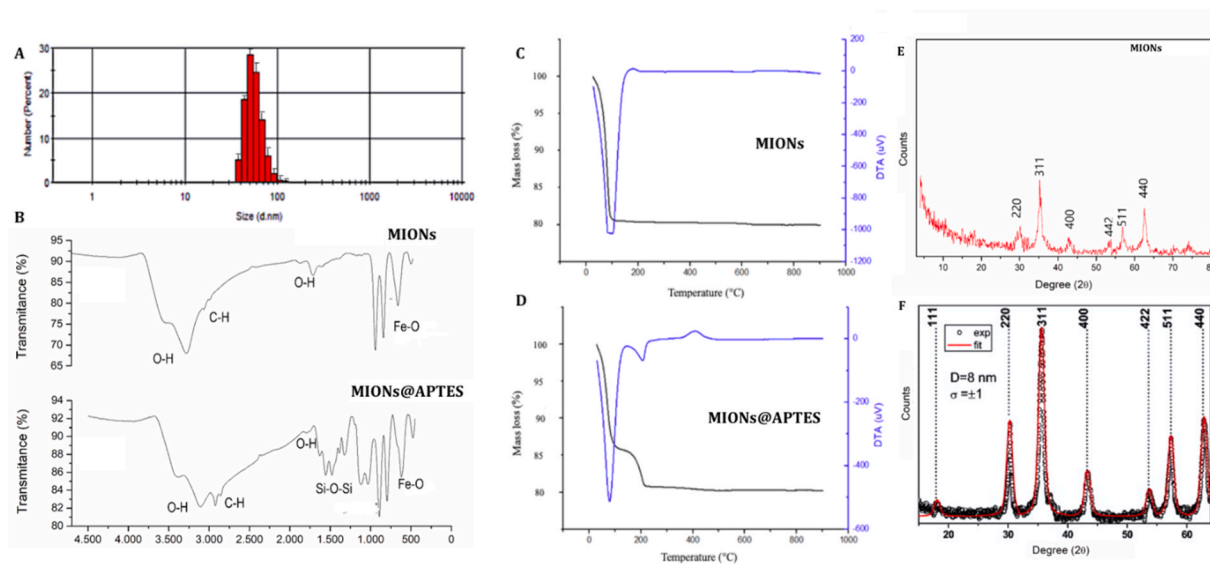 A
30
20
10
0
Number (Percent)
1
10
100
1000
10000
Size (d.nm)
B
95
90
85
80
75
70
65
Transmitance (%)
MIONs
O-H
C-H
O-H
Fe-O
94
92
90
88
86
84
82
80
Transmitance (%)
MIONs@APTES
O-H
C-H
O-H
Si-O-Si
Fe-O
4.500 4.000 3.500 3.000 2.500 2.000 1.500 1.000 500 0
C
100
95
90
85
80
75
Mass loss (%)
MIONs
200
0
-200
-400
-600
-800
-1000
-1200
DTA (uV)
0 200 400 600 800 1000
Temperature (°C)
D
100
95
90
85
80
75
Mass loss (%)
MIONs@APTES
200
0
-200
-400
-600
DTA (uV)
0 200 400 600 800 1000
Temperature (°C)
E
MIONs
Counts
220
311
400
442
511
440
10 20 30 40 50 60 70 80
Degree (2θ)
F
111
220
311
400
422
511
440
exp
fit
D=8 nm
σ =±1
Counts
20 30 40 50 60
Degree (2θ)